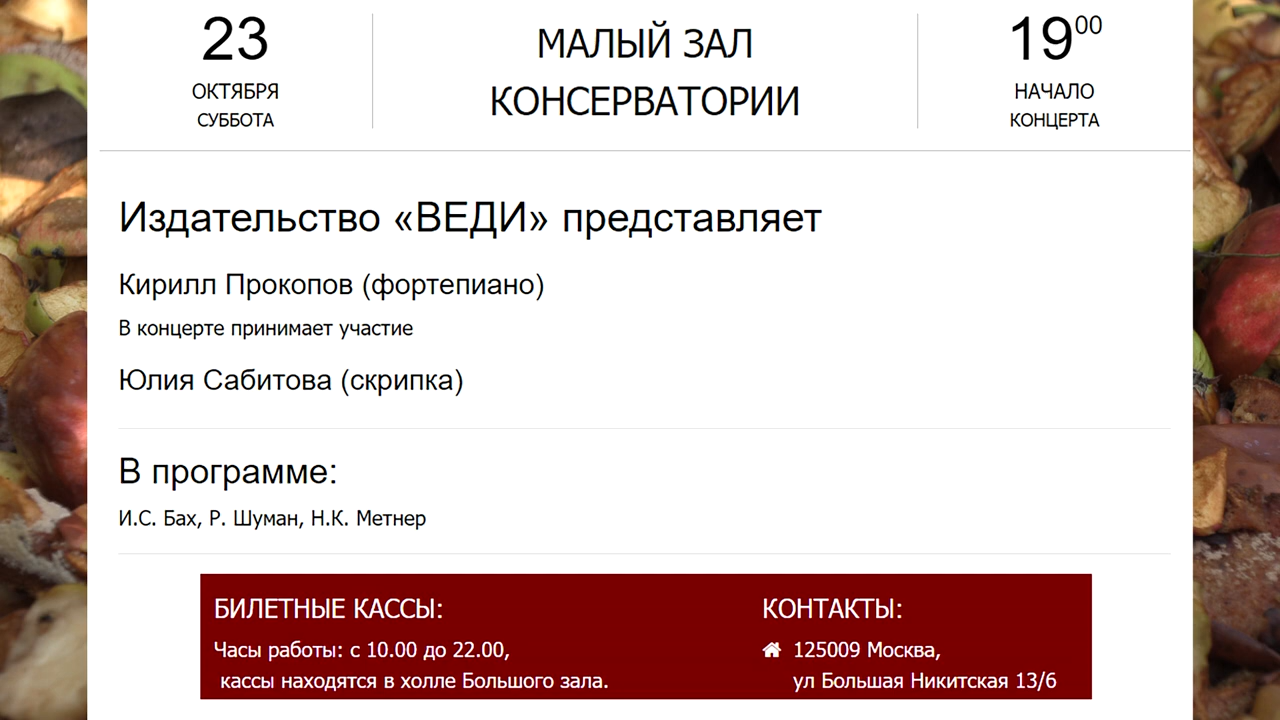 23
ОКТЯБРЯ
СУББОТА
МАЛЫЙ ЗАЛ
КОНСЕРВАТОРИИ
19⁰⁰
НАЧАЛО
КОНЦЕРТА
Издательство «ВЕДИ» представляет
Кирилл Прокопов (фортепиано)
В концерте принимает участие
Юлия Сабитова (скрипка)
В программе:
И.С. Бах, Р. Шуман, Н.К. Метнер
БИЛЕТНЫЕ КАССЫ:
Часы работы: с 10.00 до 22.00,
кассы находятся в холле Большого зала.
КОНТАКТЫ:
125009 Москва,
ул Большая Никитская 13/6